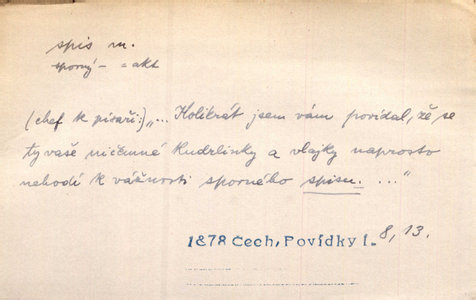 spis m.
sporný – = akt
(chef k písaři:) „... Kolikrát jsem vám povídal, že se
ty vaše ničemné kudrlinky a vlajky naprosto
nehodí k vážnosti sporného spisu. ..."
1878 Čech, Povídky I. 8, 13.